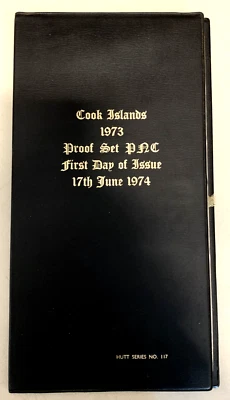 Cook Islands
1973
Proof Set PNC
First Day of Issue
17th June 1974
HUTT SERIES NO. 117